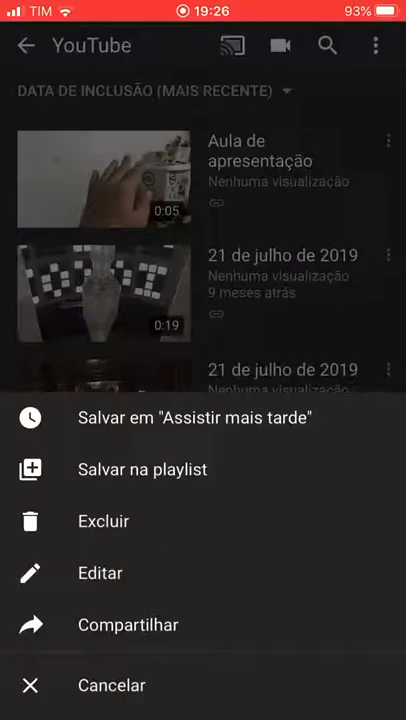 TIM 19:26 93%
YouTube
DATA DE INCLUSÃO (MAIS RECENTE)
Aula de
apresentação
Nenhuma visualização
0:05
21 de julho de 2019
Nenhuma visualização
9 meses atrás
0:19
21 de julho de 2019
Nenhuma visualização
Salvar em "Assistir mais tarde"
Salvar na playlist
Excluir
Editar
Compartilhar
Cancelar